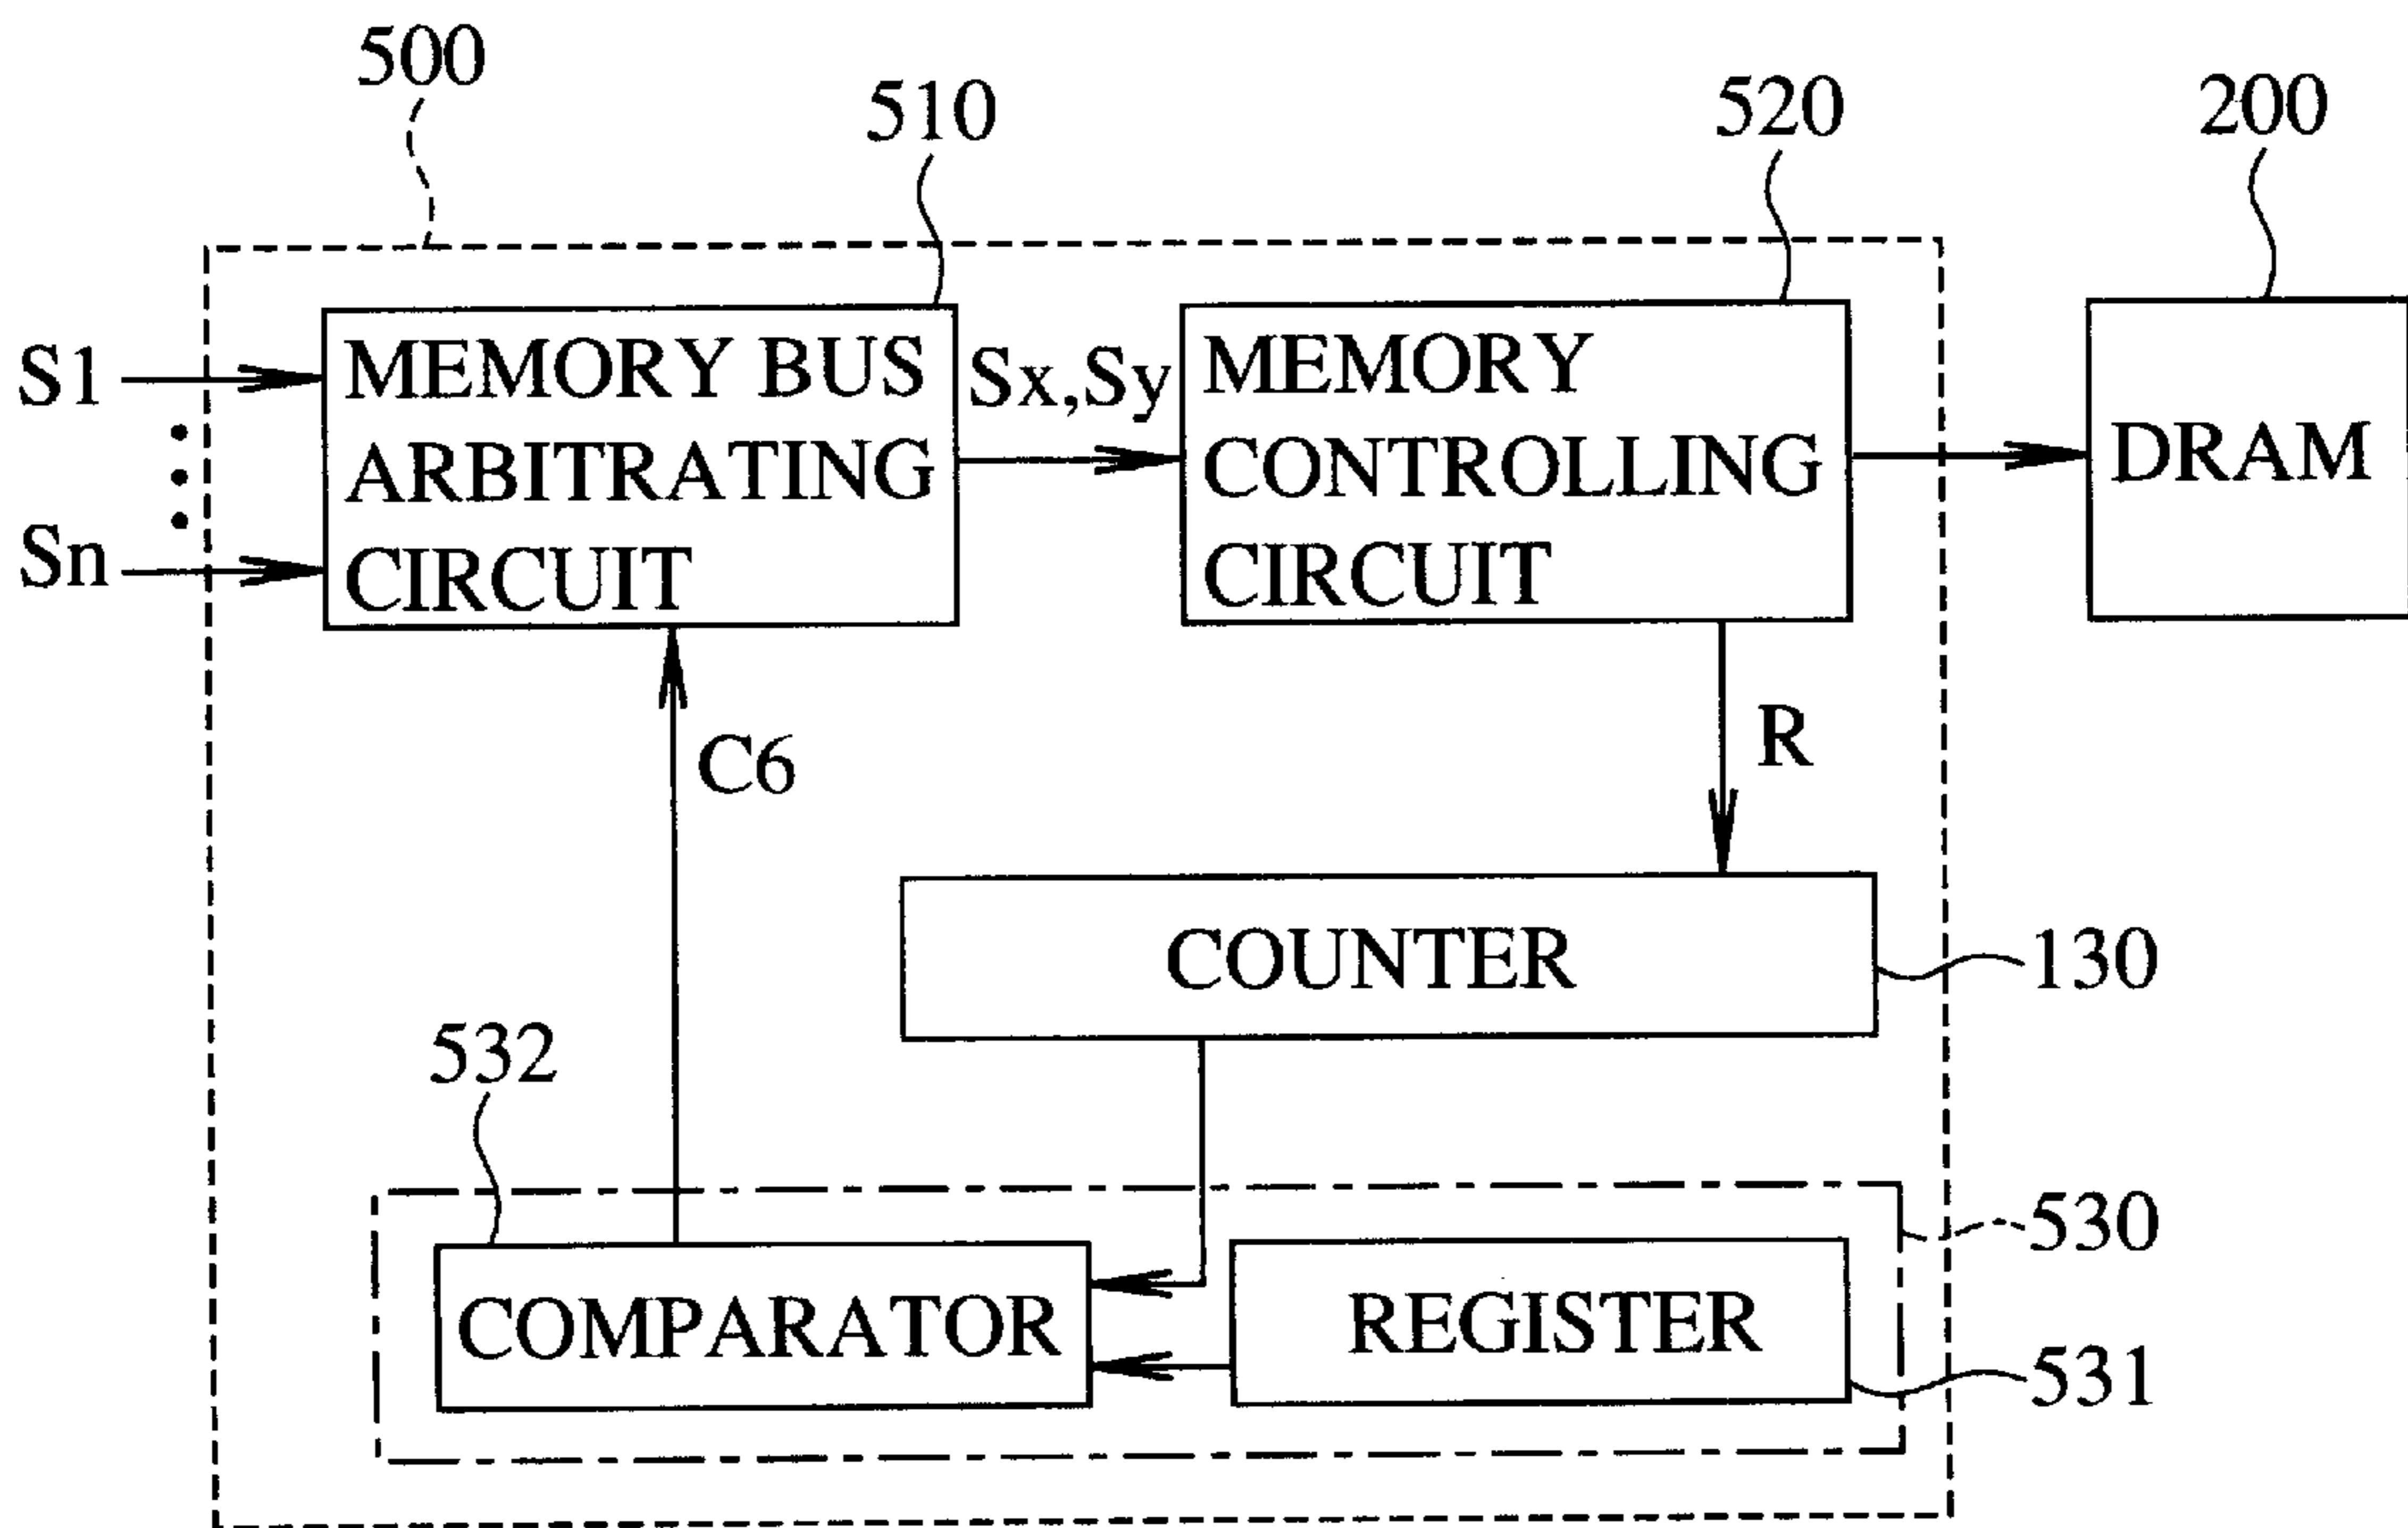 500
510
520
200
S1
Sn
MEMORY BUS
ARBITRATING
CIRCUIT
Sx,Sy
MEMORY
CONTROLLING
CIRCUIT
DRAM
C6
R
COUNTER
130
532
530
COMPARATOR
REGISTER
531